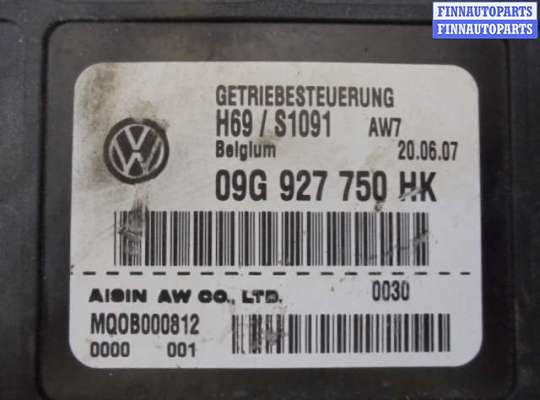 FINNAUTOPARTS
FINNAUTOPARTS
GETRIEBESTEUERUNG
H69 / S1091 AW7
Belgium 20.06.07
09G 927 750 HK
AISIN AW CO., LTD. 0030
MQOB000812
0000 001